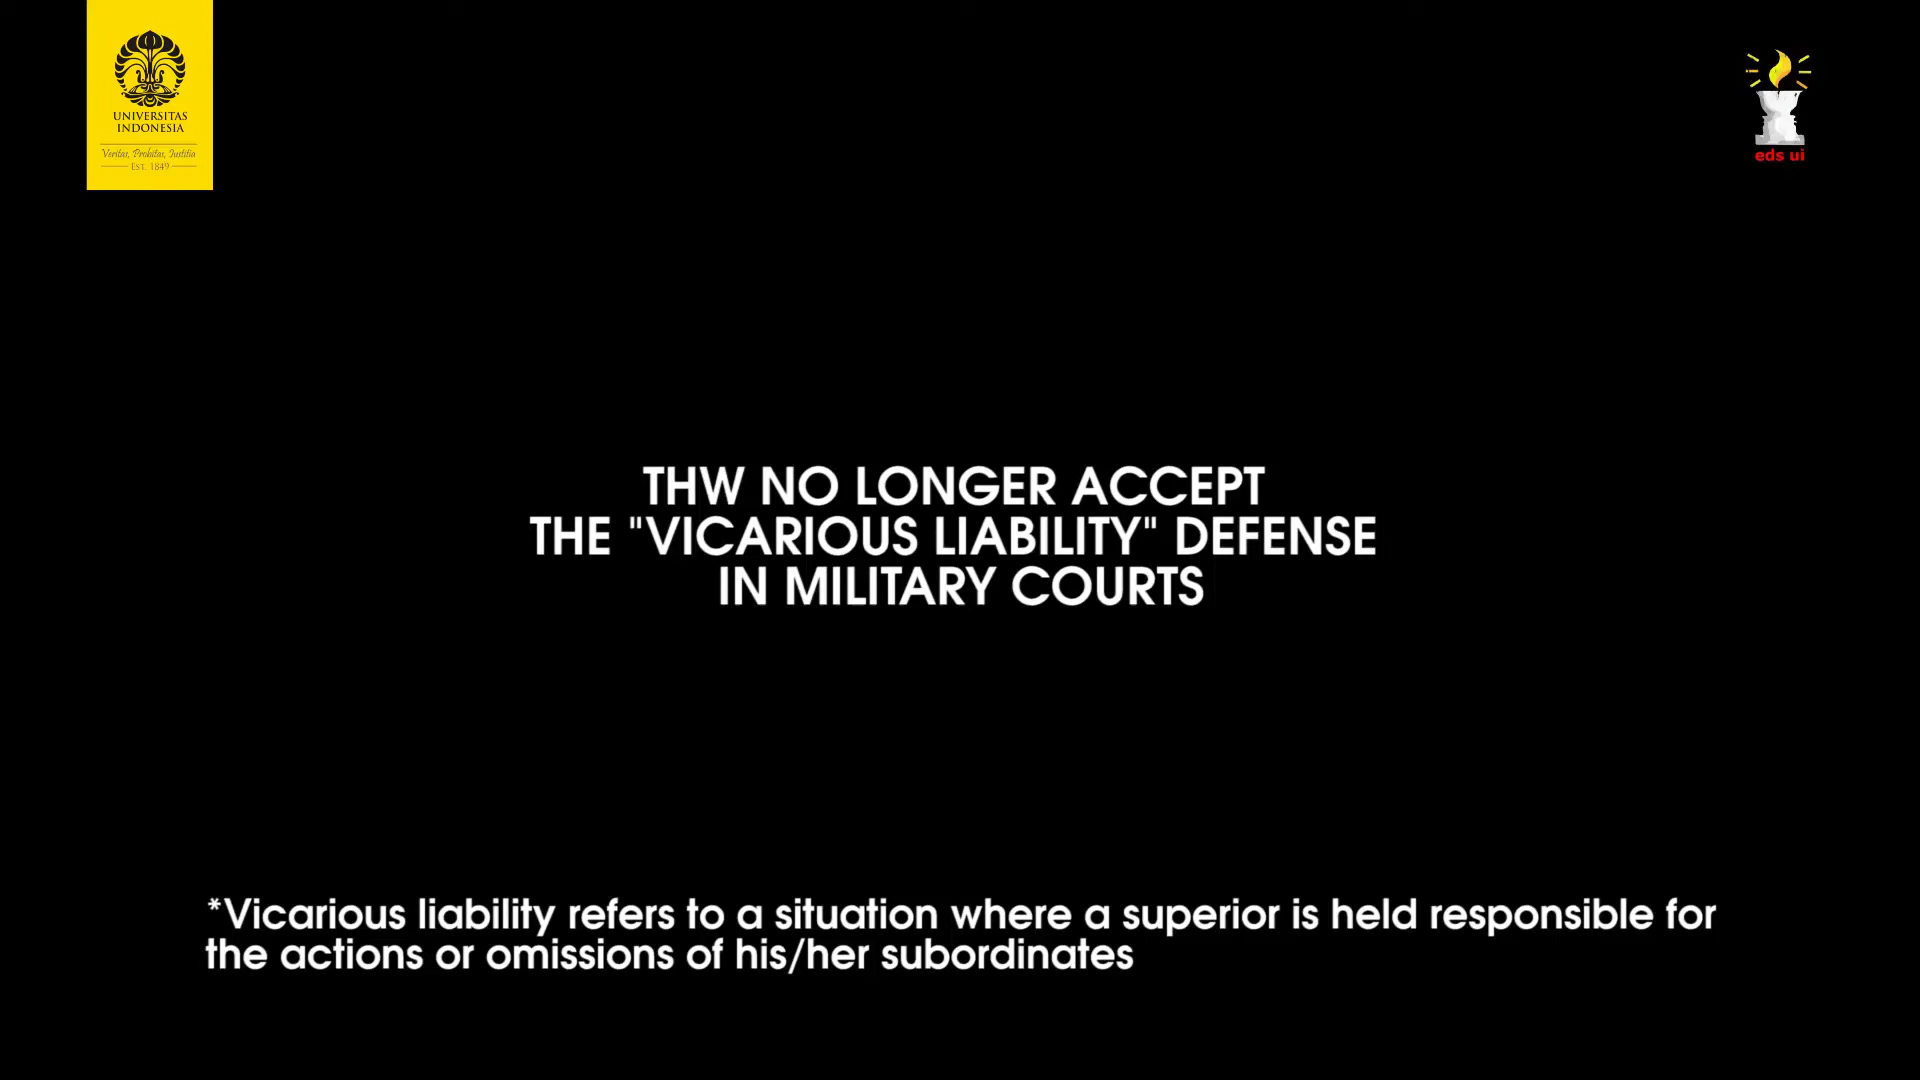 UNIVERSITAS
INDONESIA
Veritas, Probitas, Justitia
EST. 1849
eds ui
THW NO LONGER ACCEPT
THE "VICARIOUS LIABILITY" DEFENSE
IN MILITARY COURTS
*Vicarious liability refers to a situation where a superior is held responsible for
the actions or omissions of his/her subordinates